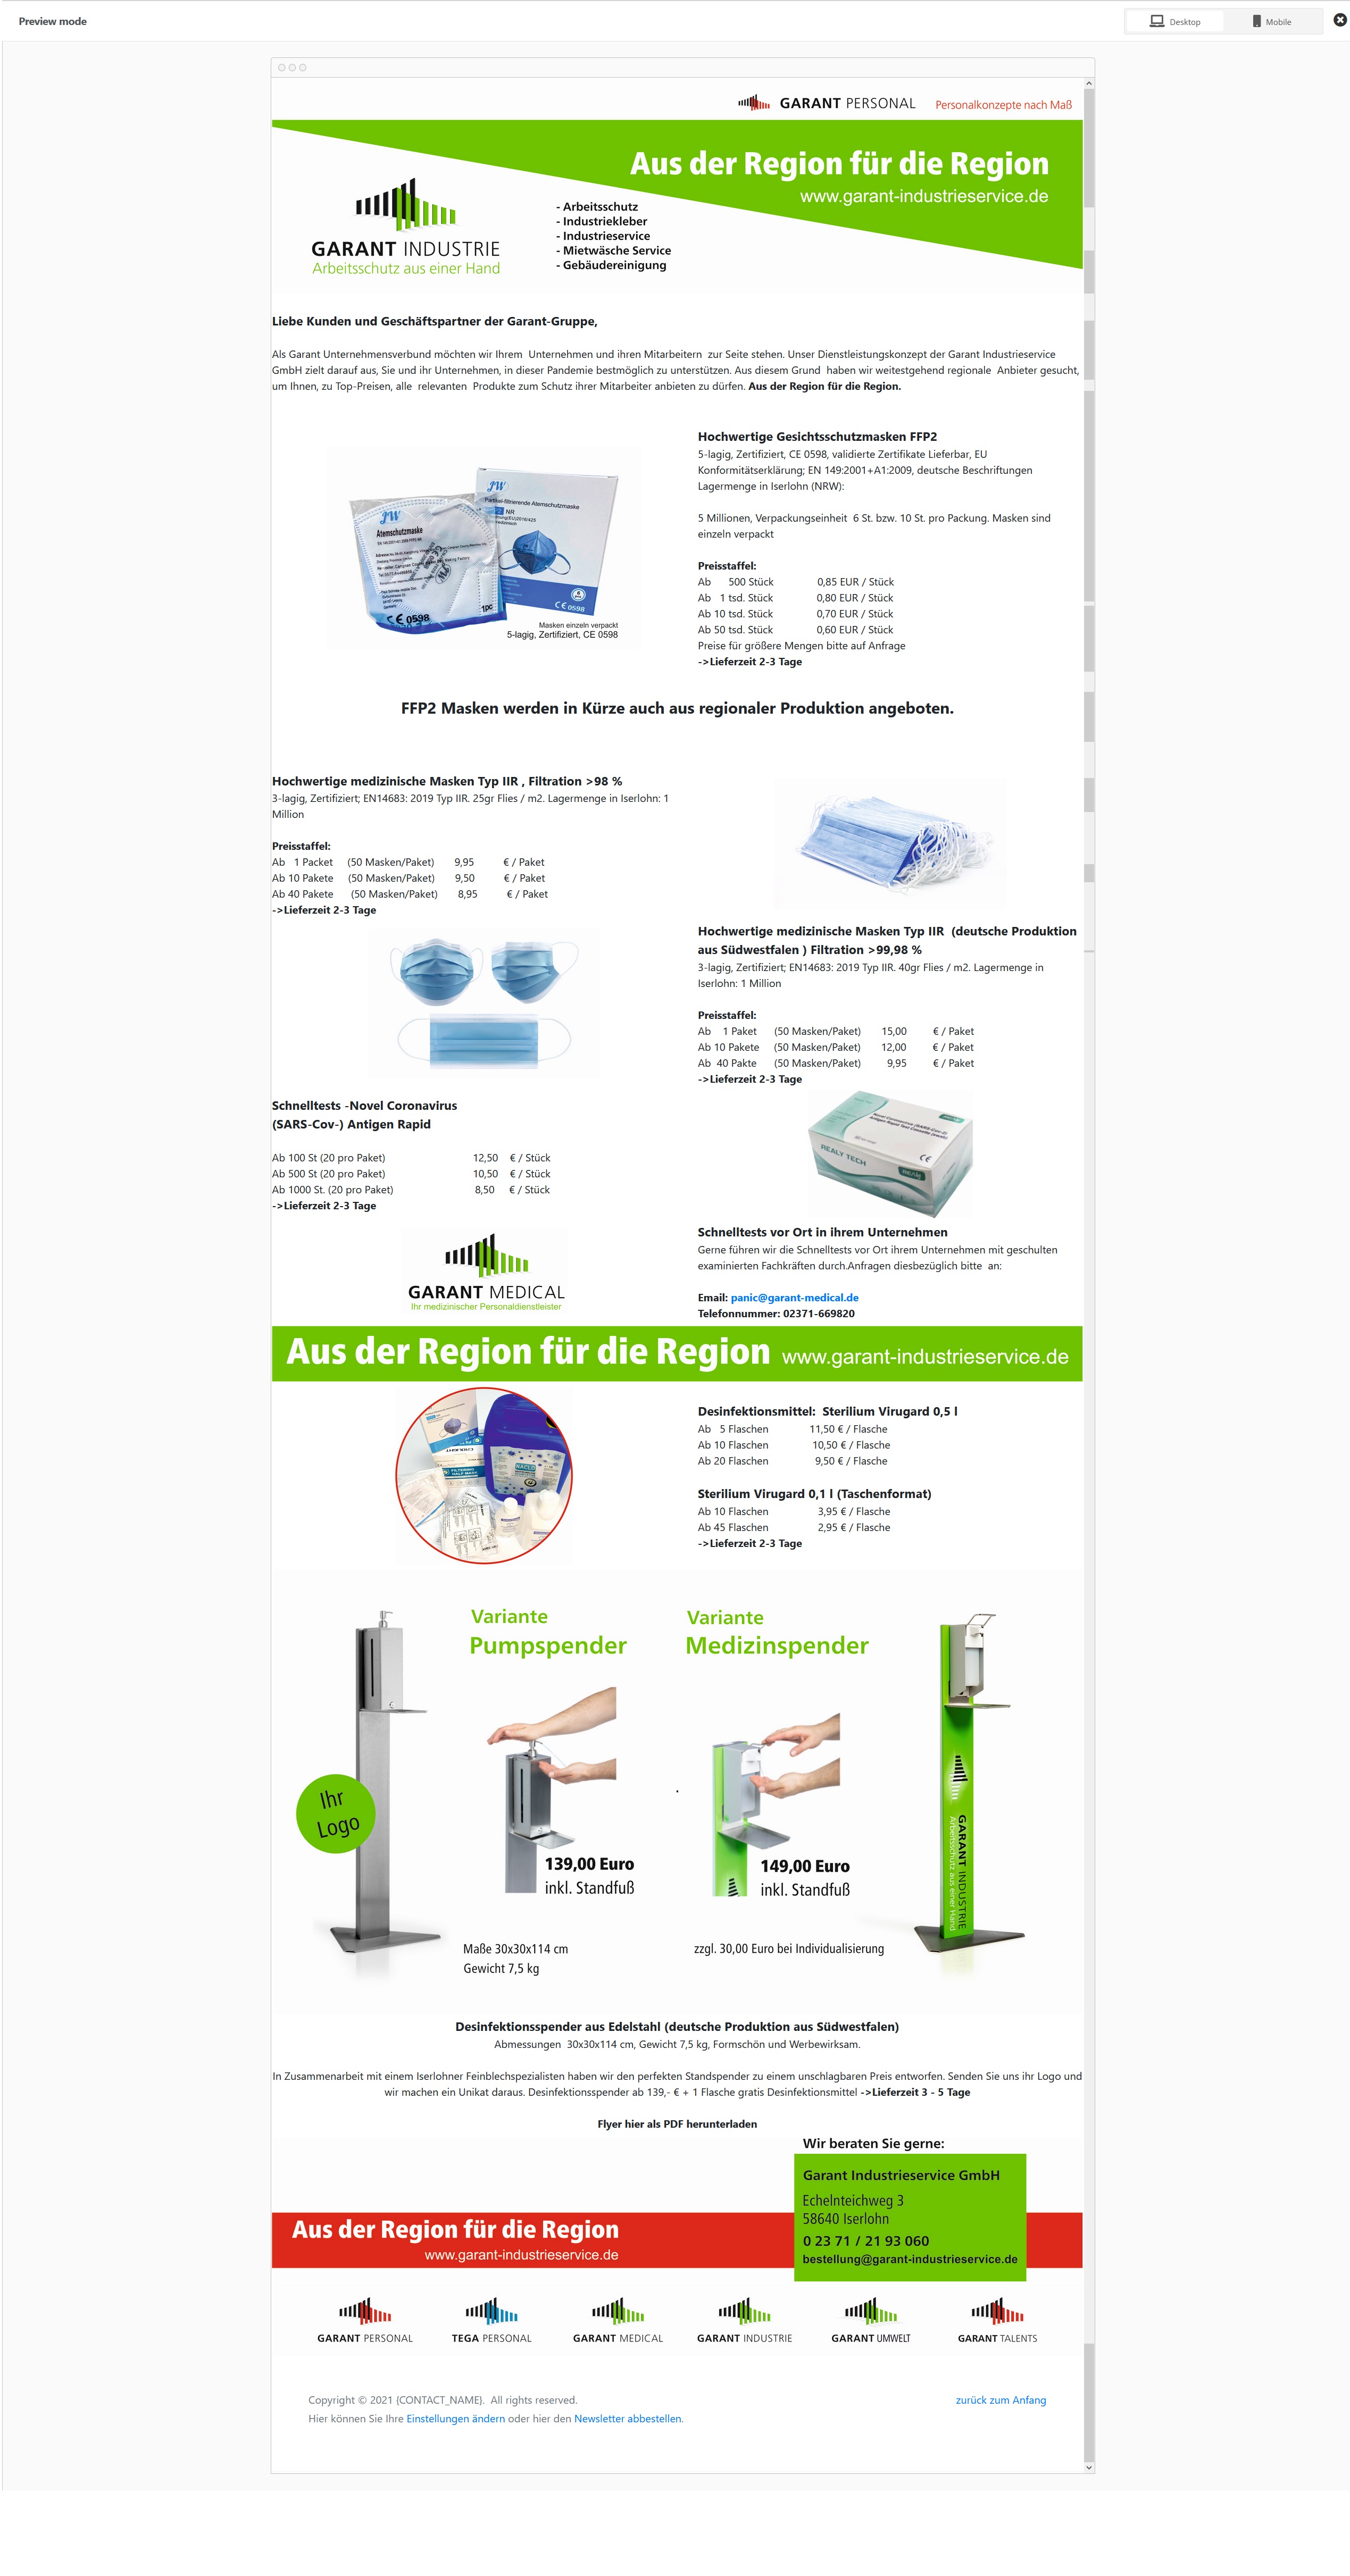 Preview mode
Desktop
Mobile
GARANT PERSONAL Personalkonzepte nach Maß
Aus der Region für die Region
www.garant-industrieservice.de
- Arbeitsschutz
- Industriekleber
- Industrieservice
- Mietwäsche Service
- Gebäudereinigung
GARANT INDUSTRIE
Arbeitsschutz aus einer Hand
Liebe Kunden und Geschäftspartner der Garant-Gruppe,
Als Garant Unternehmensverbund möchten wir Ihrem Unternehmen und ihren Mitarbeitern zur Seite stehen. Unser Dienstleistungskonzept der Garant Industrieservice
GmbH zielt darauf aus, Sie und ihr Unternehmen, in dieser Pandemie bestmöglich zu unterstützen. Aus diesem Grund haben wir weitestgehend regionale Anbieter gesucht,
um Ihnen, zu Top-Preisen, alle relevanten Produkte zum Schutz ihrer Mitarbeiter anbieten zu dürfen. Aus der Region für die Region.
JW
Atemschutzmaske
CE 0598
1pc
JW
Partikel-filtrierende Atemschutzmaske
NR
CE 0598
Masken einzeln verpackt
5-lagig, Zertifiziert, CE 0598
Hochwertige Gesichtsschutzmasken FFP2
5-lagig, Zertifiziert, CE 0598, validierte Zertifikate Lieferbar, EU
Konformitätserklärung; EN 149:2001+A1:2009, deutsche Beschriftungen
Lagermenge in Iserlohn (NRW):
5 Millionen, Verpackungseinheit 6 St. bzw. 10 St. pro Packung. Masken sind
einzeln verpackt
Preisstaffel:
Ab 500 Stück 0,85 EUR / Stück
Ab 1 tsd. Stück 0,80 EUR / Stück
Ab 10 tsd. Stück 0,70 EUR / Stück
Ab 50 tsd. Stück 0,60 EUR / Stück
Preise für größere Mengen bitte auf Anfrage
->Lieferzeit 2-3 Tage
FFP2 Masken werden in Kürze auch aus regionaler Produktion angeboten.
Hochwertige medizinische Masken Typ IIR , Filtration >98 %
3-lagig, Zertifiziert; EN14683: 2019 Typ IIR. 25gr Flies / m2. Lagermenge in Iserlohn: 1
Million
Preisstaffel:
Ab 1 Packet (50 Masken/Paket) 9,95 € / Paket
Ab 10 Pakete (50 Masken/Paket) 9,50 € / Paket
Ab 40 Pakete (50 Masken/Paket) 8,95 € / Paket
->Lieferzeit 2-3 Tage
Hochwertige medizinische Masken Typ IIR (deutsche Produktion
aus Südwestfalen ) Filtration >99,98 %
3-lagig, Zertifiziert; EN14683: 2019 Typ IIR. 40gr Flies / m2. Lagermenge in
Iserlohn: 1 Million
Preisstaffel:
Ab 1 Paket (50 Masken/Paket) 15,00 € / Paket
Ab 10 Pakete (50 Masken/Paket) 12,00 € / Paket
Ab 40 Pakte (50 Masken/Paket) 9,95 € / Paket
->Lieferzeit 2-3 Tage
Schnelltests -Novel Coronavirus
(SARS-Cov-) Antigen Rapid
Ab 100 St (20 pro Paket) 12,50 € / Stück
Ab 500 St (20 pro Paket) 10,50 € / Stück
Ab 1000 St. (20 pro Paket) 8,50 € / Stück
->Lieferzeit 2-3 Tage
REALY TECH
CE
GARANT MEDICAL
Ihr medizinischer Personaldienstleister
Schnelltests vor Ort in ihrem Unternehmen
Gerne führen wir die Schnelltests vor Ort ihrem Unternehmen mit geschulten
examinierten Fachkräften durch.Anfragen diesbezüglich bitte an:
Email: panic@garant-medical.de
Telefonnummer: 02371-669820
Aus der Region für die Region www.garant-industrieservice.de
FILTERING
HALF MASK
Desinfektionsmittel: Sterilium Virugard 0,5 l
Ab 5 Flaschen 11,50 € / Flasche
Ab 10 Flaschen 10,50 € / Flasche
Ab 20 Flaschen 9,50 € / Flasche
Sterilium Virugard 0,1 l (Taschenformat)
Ab 10 Flaschen 3,95 € / Flasche
Ab 45 Flaschen 2,95 € / Flasche
->Lieferzeit 2-3 Tage
Variante
Pumpspender
Variante
Medizinspender
Ihr
Logo
139,00 Euro
inkl. Standfuß
149,00 Euro
inkl. Standfuß
GARANT INDUSTRIE
Arbeitsschutz aus einer Hand
Maße 30x30x114 cm
Gewicht 7,5 kg
zzgl. 30,00 Euro bei Individualisierung
Desinfektionsspender aus Edelstahl (deutsche Produktion aus Südwestfalen)
Abmessungen 30x30x114 cm, Gewicht 7,5 kg, Formschön und Werbewirksam.
In Zusammenarbeit mit einem Iserlohner Feinblechspezialisten haben wir den perfekten Standspender zu einem unschlagbaren Preis entworfen. Senden Sie uns ihr Logo und
wir machen ein Unikat daraus. Desinfektionsspender ab 139,- € + 1 Flasche gratis Desinfektionsmittel ->Lieferzeit 3 - 5 Tage
Flyer hier als PDF herunterladen
Wir beraten Sie gerne:
Garant Industrieservice GmbH
Echelnteichweg 3
58640 Iserlohn
0 23 71 / 21 93 060
bestellung@garant-industrieservice.de
Aus der Region für die Region
www.garant-industrieservice.de
GARANT PERSONAL TEGA PERSONAL GARANT MEDICAL GARANT INDUSTRIE GARANT UMWELT GARANT TALENTS
Copyright © 2021 {CONTACT_NAME}. All rights reserved. zurück zum Anfang
Hier können Sie Ihre Einstellungen ändern oder hier den Newsletter abbestellen.